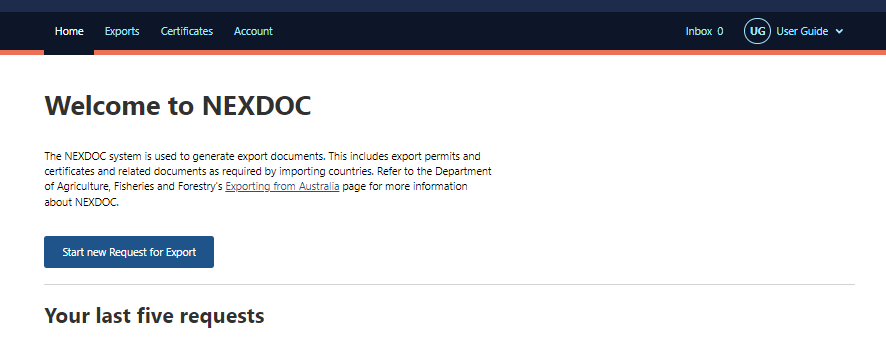 Home Exports Certificates Account Inbox 0 UG User Guide
Welcome to NEXDOC
The NEXDOC system is used to generate export documents. This includes export permits and
certificates and related documents as required by importing countries. Refer to the Department
of Agriculture, Fisheries and Forestry's Exporting from Australia page for more information
about NEXDOC.
Start new Request for Export
Your last five requests